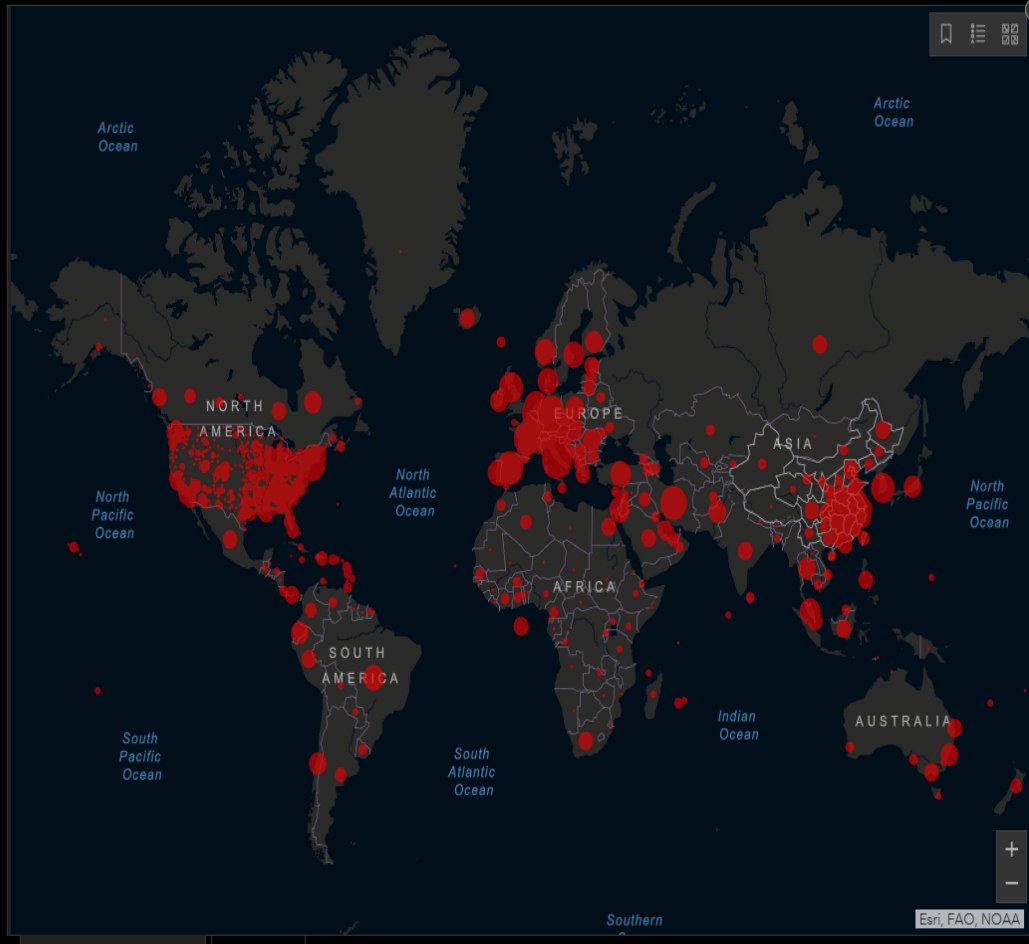 Arctic
Ocean
Arctic
Ocean
NORTH
AMERICA
EUROPE
ASIA
North
Atlantic
Ocean
North
Pacific
Ocean
North
Pacific
Ocean
AFRICA
SOUTH
AMERICA
Indian
Ocean
AUSTRALIA
South
Pacific
Ocean
South
Atlantic
Ocean
Southern
Esri, FAO, NOAA